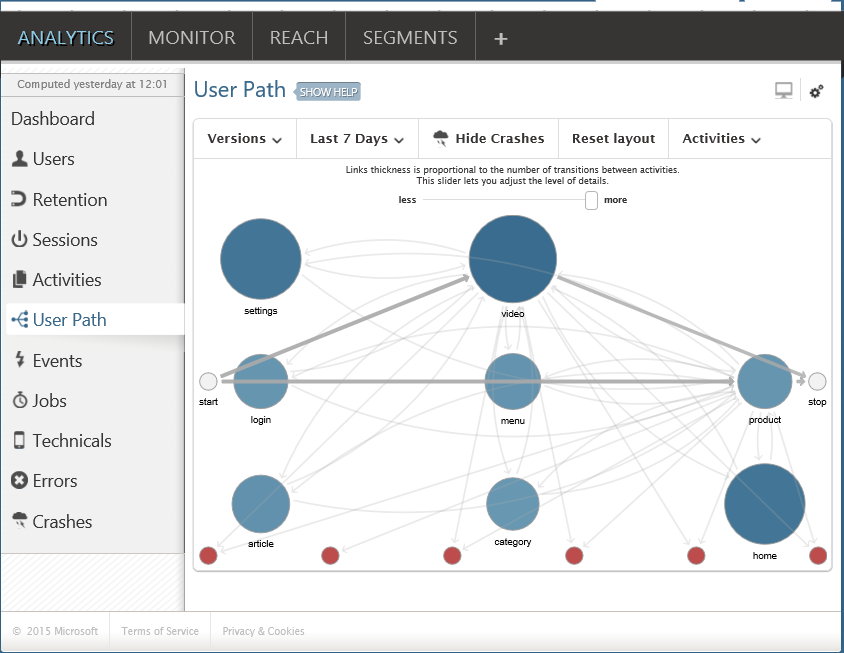 ANALYTICS MONITOR REACH SEGMENTS +
Computed yesterday at 12:01
Dashboard
Users
Retention
Sessions
Activities
User Path
Events
Jobs
Technicals
Errors
Crashes
User Path SHOW HELP
Versions Last 7 Days Hide Crashes Reset layout Activities
Links thickness is proportional to the number of transitions between activities.
This slider lets you adjust the level of details.
less more
settings
video
start
login
menu
product
stop
article
category
home
© 2015 Microsoft Terms of Service Privacy & Cookies